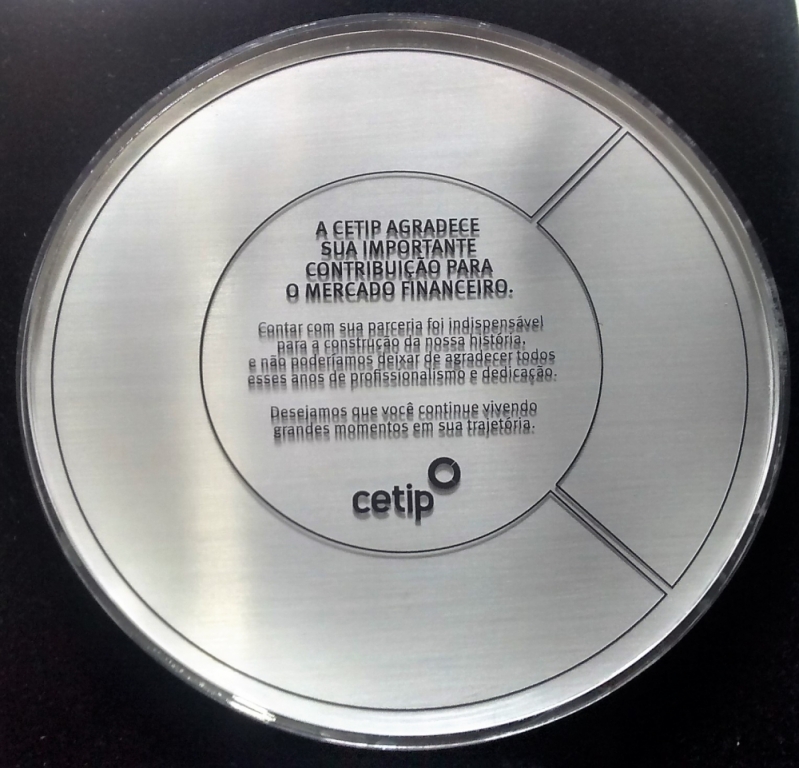 A CETIP AGRADECE
SUA IMPORTANTE
CONTRIBUIÇÃO PARA
O MERCADO FINANCEIRO.
Contar com sua parceria foi indispensável
para a construção da nossa história,
e não poderíamos deixar de agradecer todos
esses anos de profissionalismo e dedicação.
Desejamos que você continue vivendo
grandes momentos em sua trajetória.
cetip